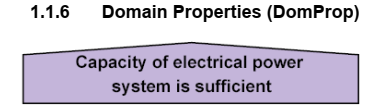 1.1.6 Domain Properties (DomProp)
Capacity of electrical power
system is sufficient